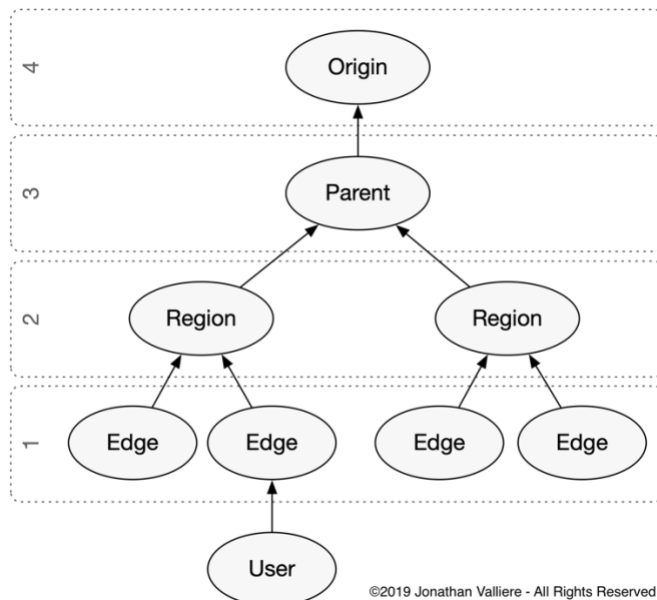 4
Origin
3
Parent
2
Region
Region
1
Edge
Edge
Edge
Edge
User
©2019 Jonathan Valliere - All Rights Reserved